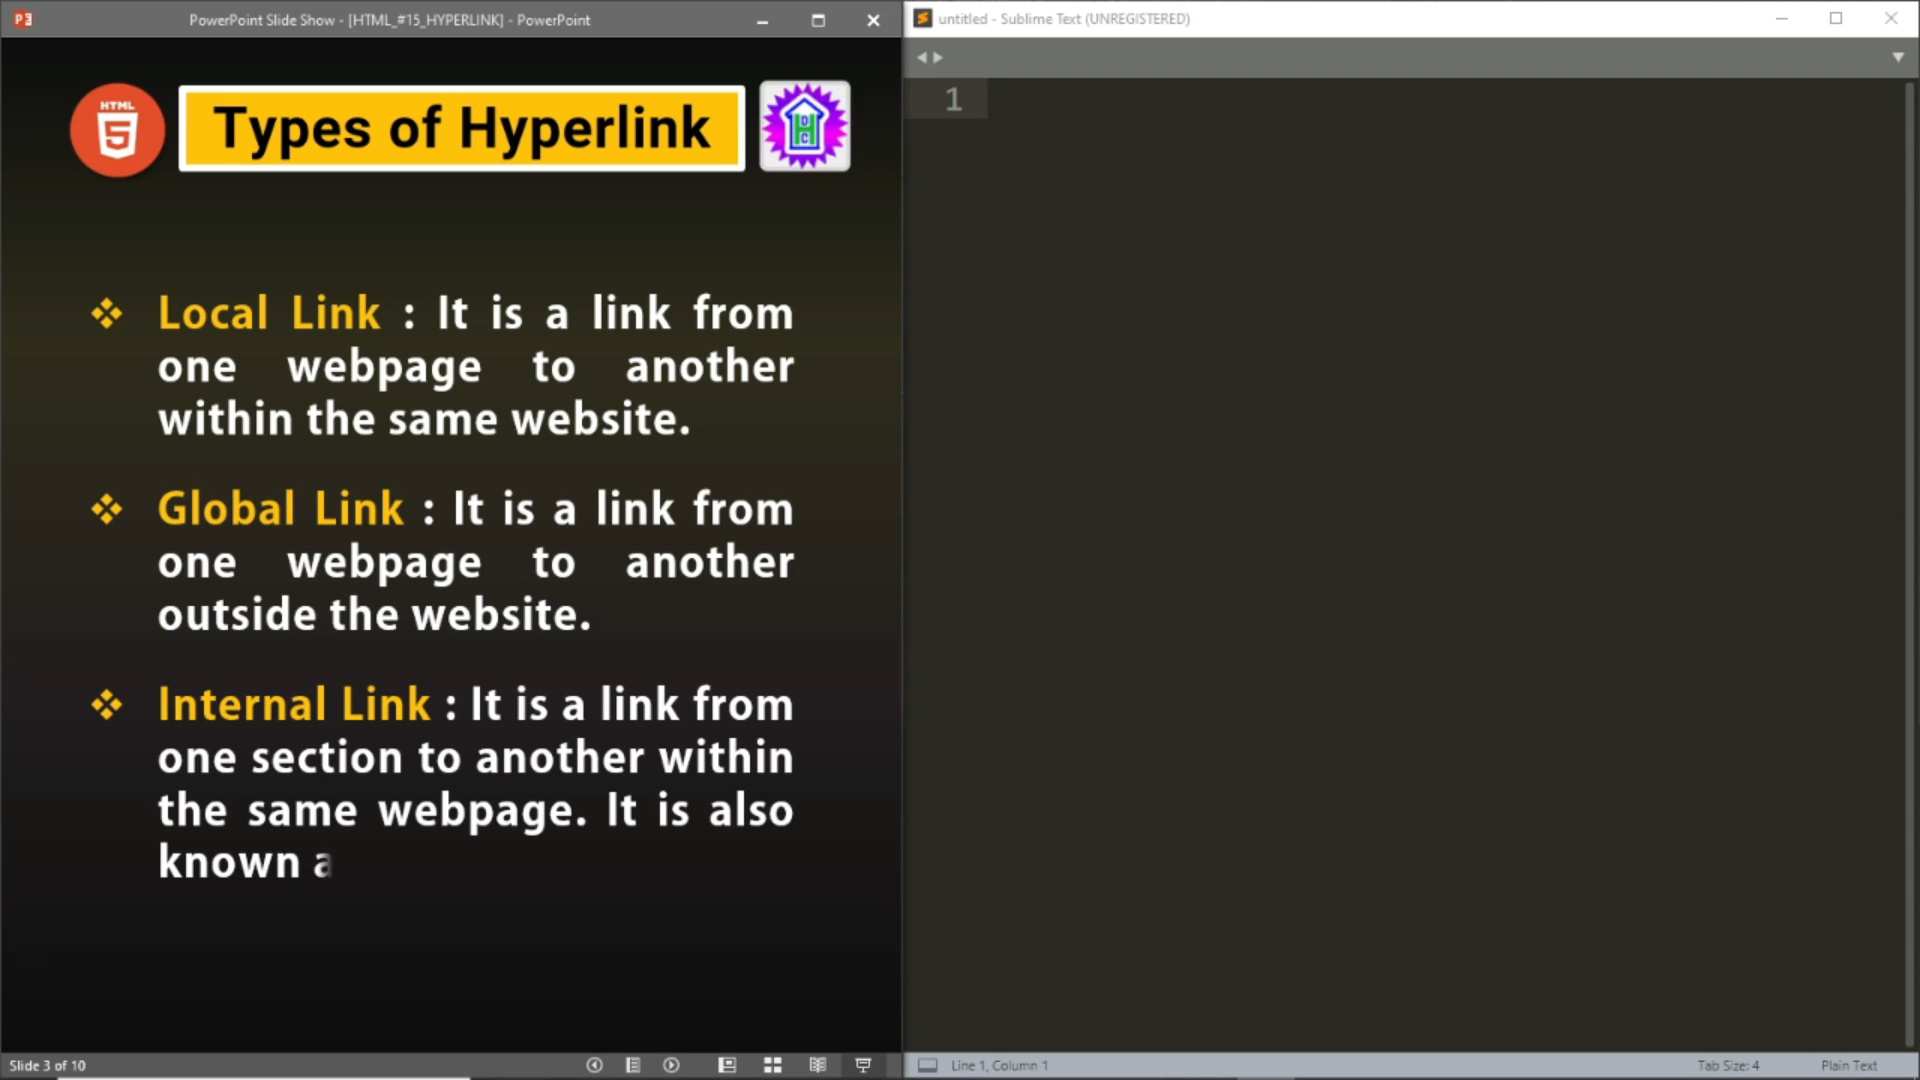 PowerPoint Slide Show - [HTML_#15_HYPERLINK] - PowerPoint
HTML
5
Types of Hyperlink
D
H
C
Local Link : It is a link from
one webpage to another
within the same website.
Global Link : It is a link from
one webpage to another
outside the website.
Internal Link : It is a link from
one section to another within
the same webpage. It is also
known a
Slide 3 of 10
untitled - Sublime Text (UNREGISTERED)
1
Line 1, Column 1
Tab Size: 4
Plain Text